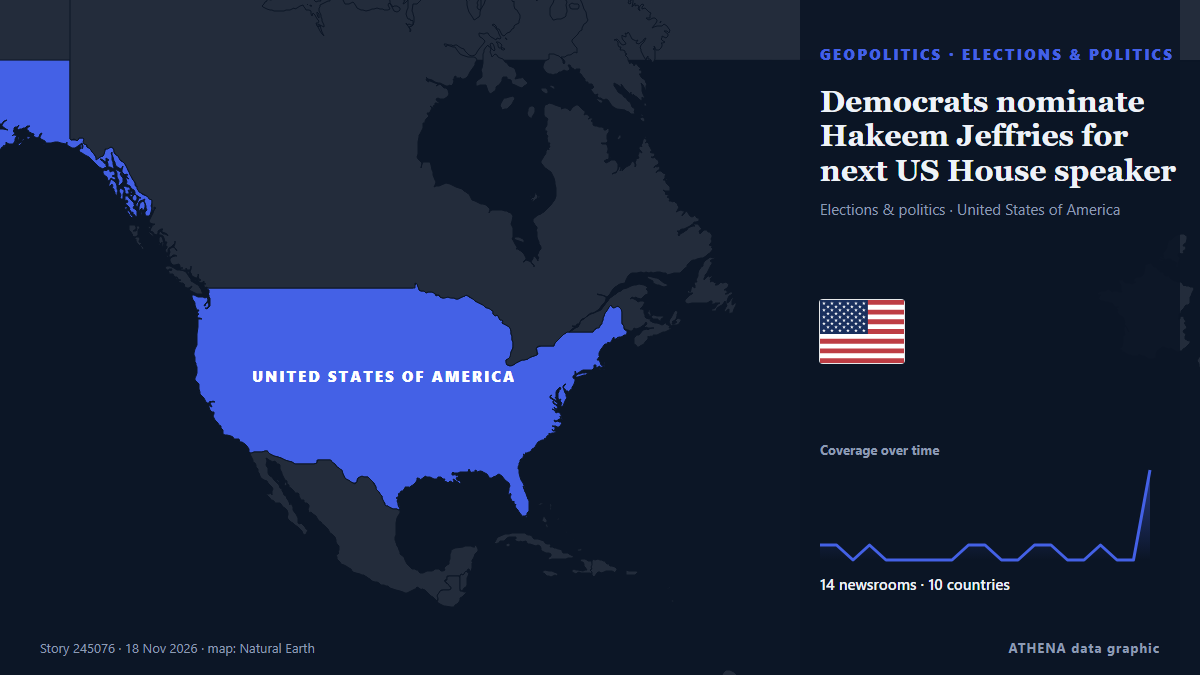 GEOPOLITICS · ELECTIONS & POLITICS
Democrats nominate
Hakeem Jeffries for
next US House speaker
Elections & politics · United States of America
UNITED STATES OF AMERICA
Coverage over time
14 newsrooms · 10 countries
Story 245076 · 18 Nov 2026 · map: Natural Earth
ATHENA data graphic